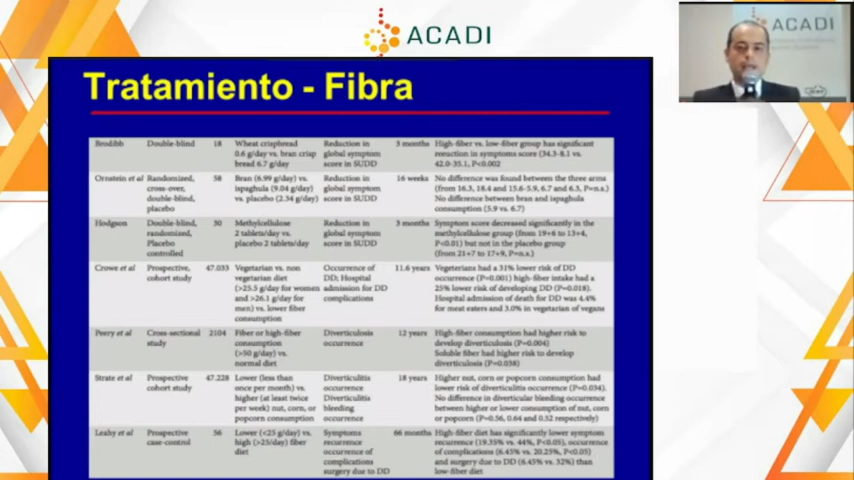 ACADI
ACADI
Tratamiento - Fibra
Brodibb Double-blind 18 Wheat crispbread Reduction in 3 months High-fiber vs. low-fiber group has significant
0.6 g/day vs. bran crisp global symptom reduction in symptoms score (34.3-8.1 vs
bread 6.7 g/day score in SUDD 42.0-35.1, P<0.002
Ornstein et al Randomized, 58 Bran (6.99 g/day) vs Reduction in 16 weeks No difference was found between the three arms
cross-over, ispaghula (9.04 g/day) global symptom (from 16.3, 18.4 and 15.6-5.9, 6.7 and 6.3, P=n.s.)
double-blind, vs. placebo (2.34 g/day) score in SUDD No difference between bran and ispaghula
placebo consumption (5.9 vs. 6.7)
Hodgson Double-blind, 30 Methylcellulose Reduction in 3 months Symptom score decreased significantly in the
randomized, 2 tablets/day vs. global symptom methylcellulose group (from 19+6 to 13+4,
Placebo placebo 2 tablets/day score in SUDD P<0.01) but not in the placebo group
controlled (from 21+7 to 17+9, P=n.s.)
Crowe et al Prospective, 47.033 Vegetarian vs. non Occurrence of 11.6 years Vegeterians had a 31% lower risk of DD
cohort study vegetarian diet DD; Hospital occurrence (P=0.001) high-fiber intake had a
(>25.5 g/day for women admission for DD 25% lower risk of developing DD (P=0.018).
and >26.1 g/day for complications Hospital admission of death for DD was 4.4%
men) vs. lower fiber for meat eaters and 3.0% in vegetarian of vegans
consumption
Peery et al Cross-sectional 2104 Fiber or high-fiber Diverticulosis 12 years High-fiber consumption had higher risk to
study consumption occurrence develop diverticulosis (P=0.004)
(>50 g/day) vs. Soluble fiber had higher risk to develop
normal diet diverticulosis (P=0.038)
Strate et al Prospective 47.228 Lower (less than Diverticulitis 18 years Higher nut, corn or popcorn consumption had
cohort study once per month) vs. occurrence lower risk of diverticulitis occurrence (P=0.034).
higher (at least twice Diverticulitis No difference in diverticular bleeding occurrence
per week) nut, corn, or bleeding between higher or lower consumption of nut, corn
popcorn consumption occurrence or popcorn (P=0.56, 0.64 and 0.52 respectively)
Leahy et al Prospective 56 Lower (<25 g/day) vs. Symptoms 66 months High-fiber diet has significantly lower symptom
case-control high (>25/day) fiber recurrence recurrence (19.35% vs. 44%, P<0.05), occurrence
diet occurrence of of complications (6.45% vs 20.25%, P<0.05)
complications and surgery due to DD (6.45% vs. 32%) than
surgery due to DD low-fiber diet